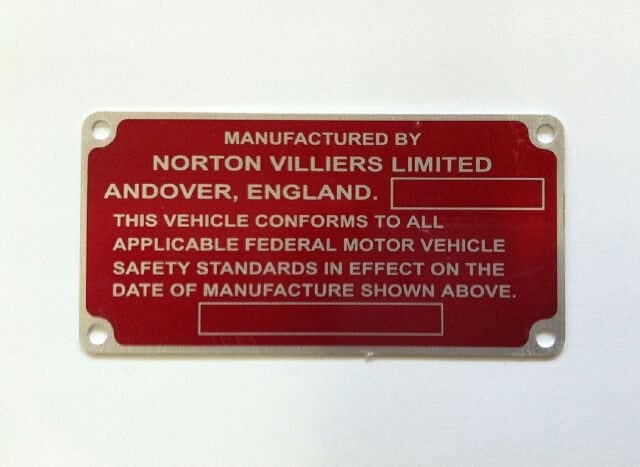 MANUFACTURED BY
NORTON VILLIERS LIMITED
ANDOVER, ENGLAND.
THIS VEHICLE CONFORMS TO ALL
APPLICABLE FEDERAL MOTOR VEHICLE
SAFETY STANDARDS IN EFFECT ON THE
DATE OF MANUFACTURE SHOWN ABOVE.